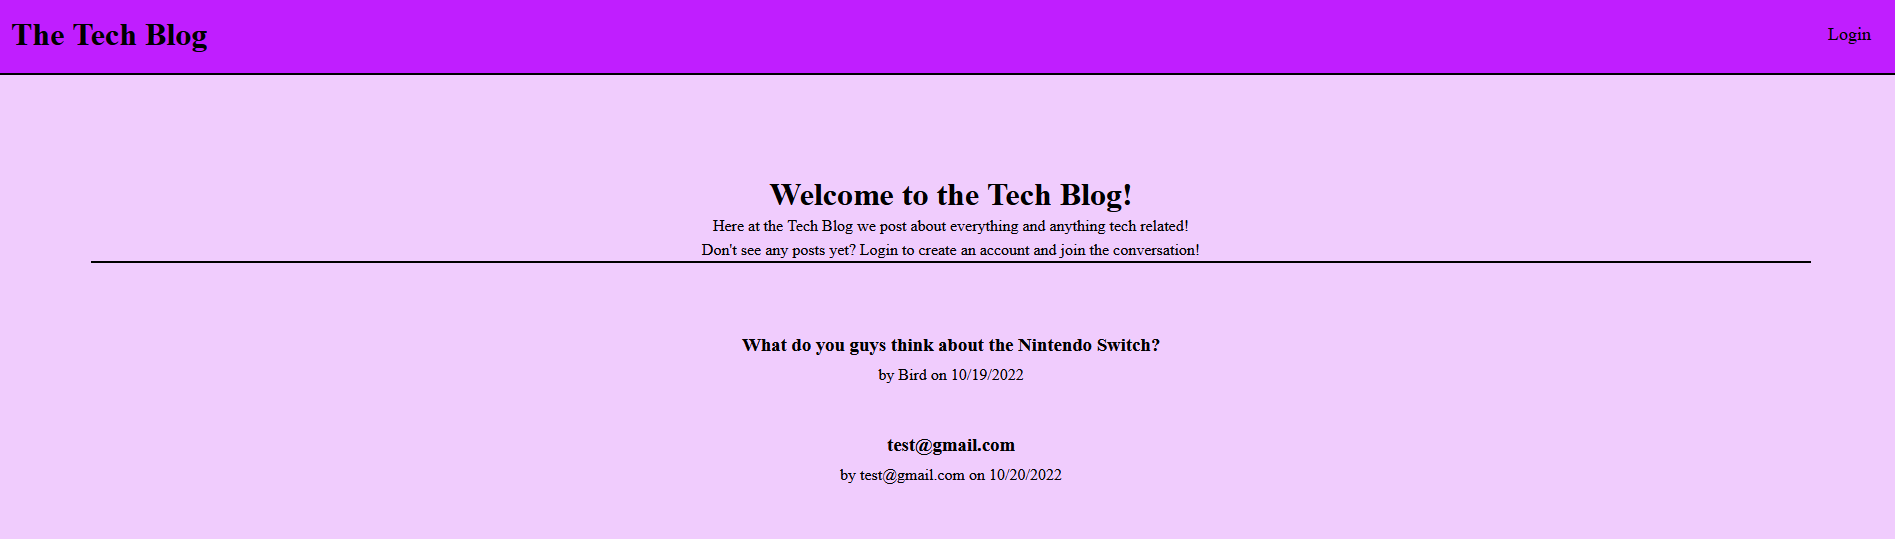 The Tech Blog
Login
Welcome to the Tech Blog!
Here at the Tech Blog we post about everything and anything tech related!
Don't see any posts yet? Login to create an account and join the conversation!
What do you guys think about the Nintendo Switch?
by Bird on 10/19/2022
test@gmail.com
by test@gmail.com on 10/20/2022